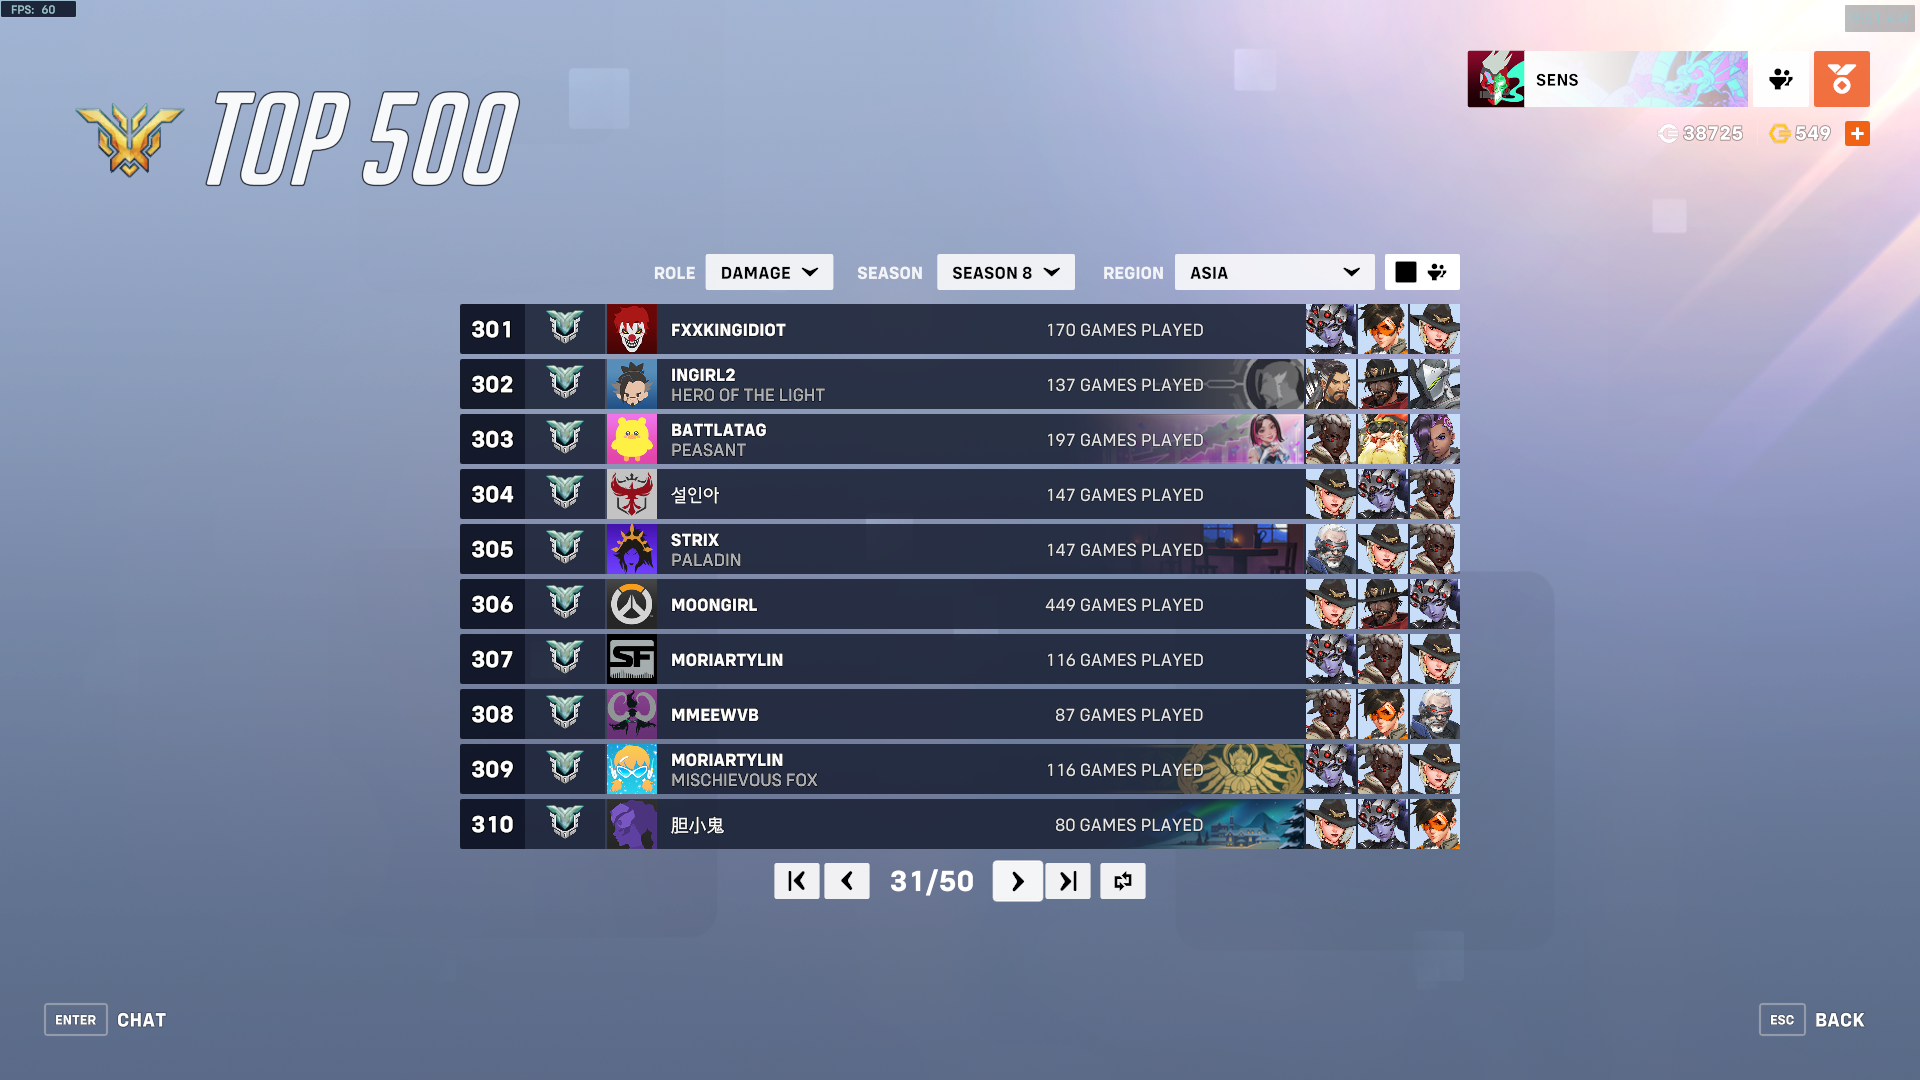 FPS: 60
TOP 500
SENS
38725
549
ROLE DAMAGE SEASON SEASON 8 REGION ASIA
301 FXXKINGIDIOT 170 GAMES PLAYED
302 INGIRL2 137 GAMES PLAYED
HERO OF THE LIGHT
303 BATTLATAG 197 GAMES PLAYED
PEASANT
304 설인아 147 GAMES PLAYED
305 STRIX 147 GAMES PLAYED
PALADIN
306 MOONGIRL 449 GAMES PLAYED
307 SF MORIARTYLIN 116 GAMES PLAYED
308 MMEEWVB 87 GAMES PLAYED
309 MORIARTYLIN 116 GAMES PLAYED
MISCHIEVOUS FOX
310 胆小鬼 80 GAMES PLAYED
31/50
ENTER CHAT
ESC BACK